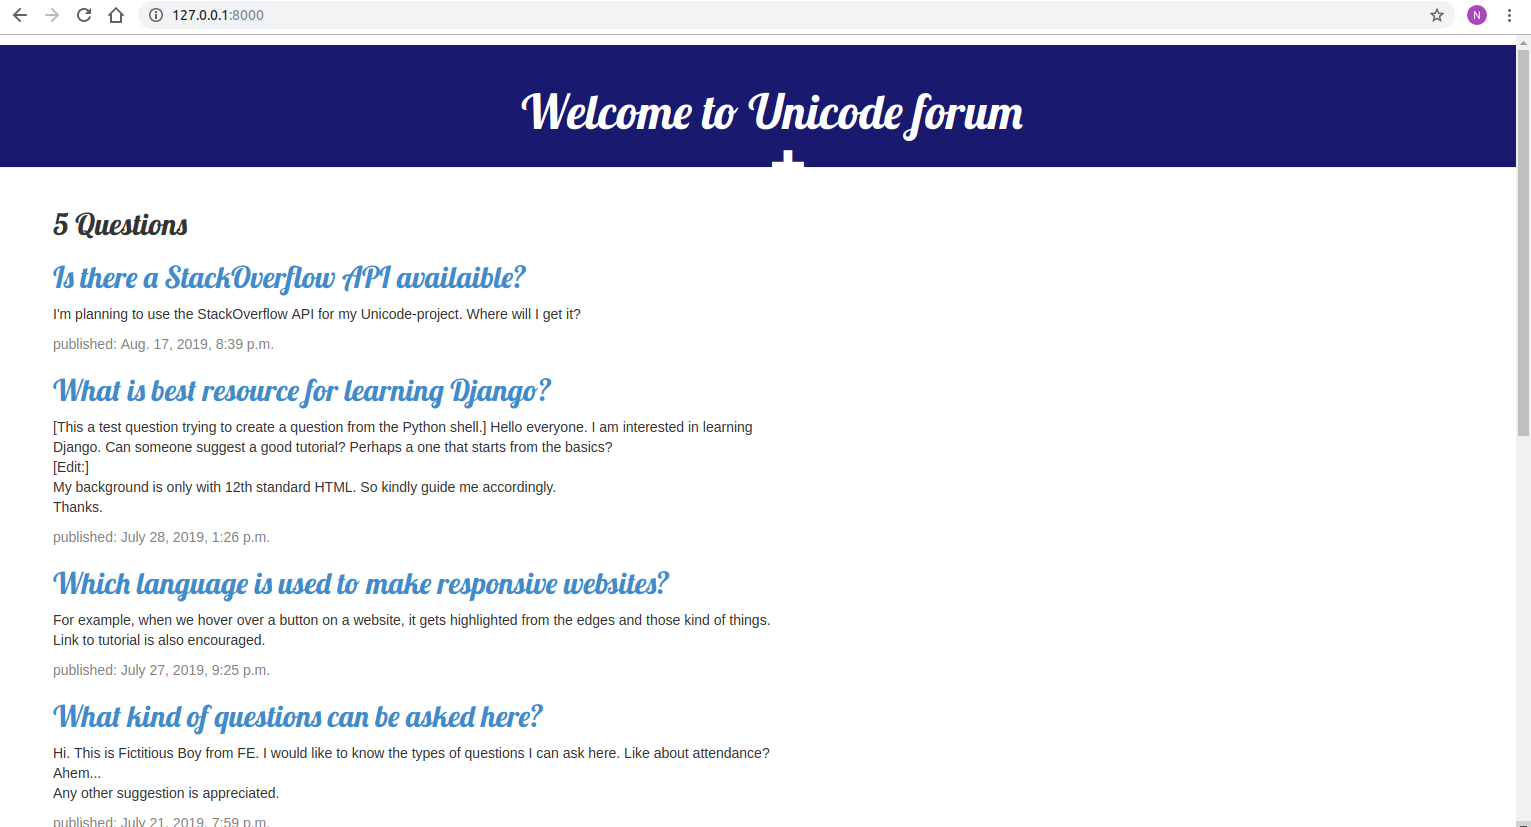 127.0.0.1:8000
N
Welcome to Unicode forum
5 Questions
Is there a StackOverflow API availaible?
I'm planning to use the StackOverflow API for my Unicode-project. Where will I get it?
published: Aug. 17, 2019, 8:39 p.m.
What is best resource for learning Django?
[This a test question trying to create a question from the Python shell.] Hello everyone. I am interested in learning
Django. Can someone suggest a good tutorial? Perhaps a one that starts from the basics?
[Edit:]
My background is only with 12th standard HTML. So kindly guide me accordingly.
Thanks.
published: July 28, 2019, 1:26 p.m.
Which language is used to make responsive websites?
For example, when we hover over a button on a website, it gets highlighted from the edges and those kind of things.
Link to tutorial is also encouraged.
published: July 27, 2019, 9:25 p.m.
What kind of questions can be asked here?
Hi. This is Fictitious Boy from FE. I would like to know the types of questions I can ask here. Like about attendance?
Ahem...
Any other suggestion is appreciated.
published: July 21, 2019, 7:59 p.m.